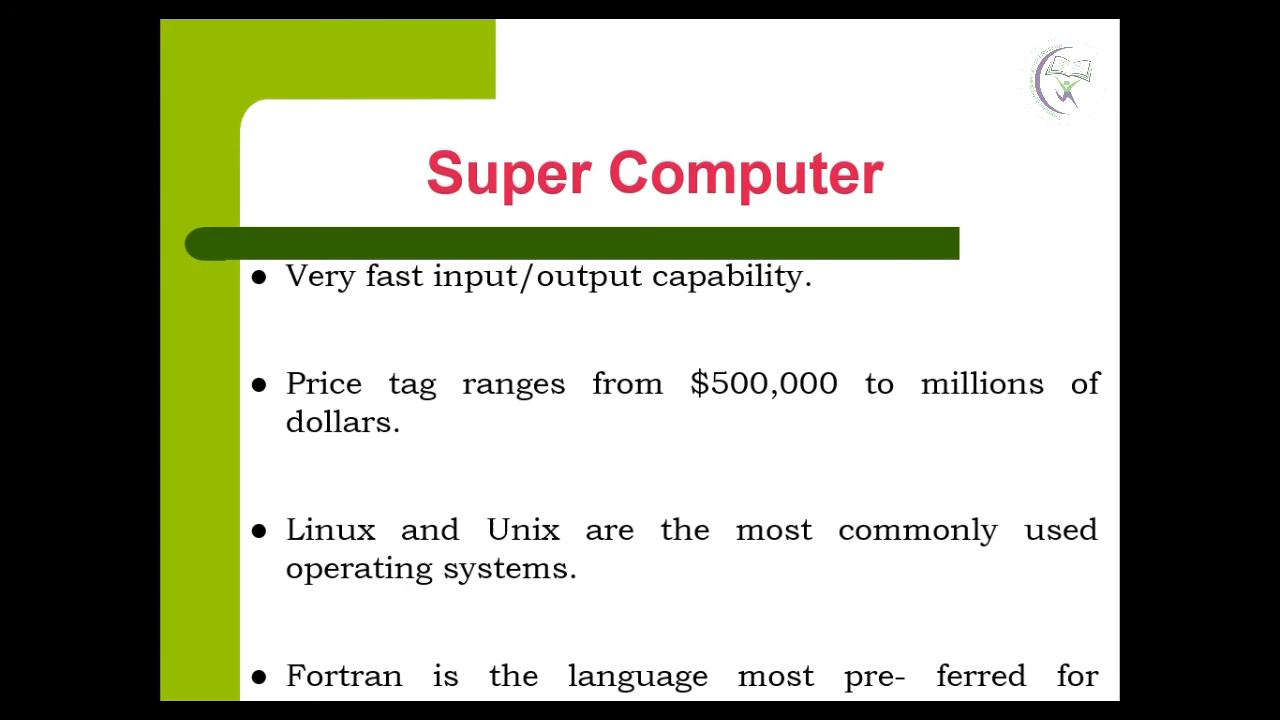 Super Computer
● Very fast input/output capability.
● Price tag ranges from $500,000 to millions of
dollars.
● Linux and Unix are the most commonly used
operating systems.
● Fortran is the language most pre- ferred for